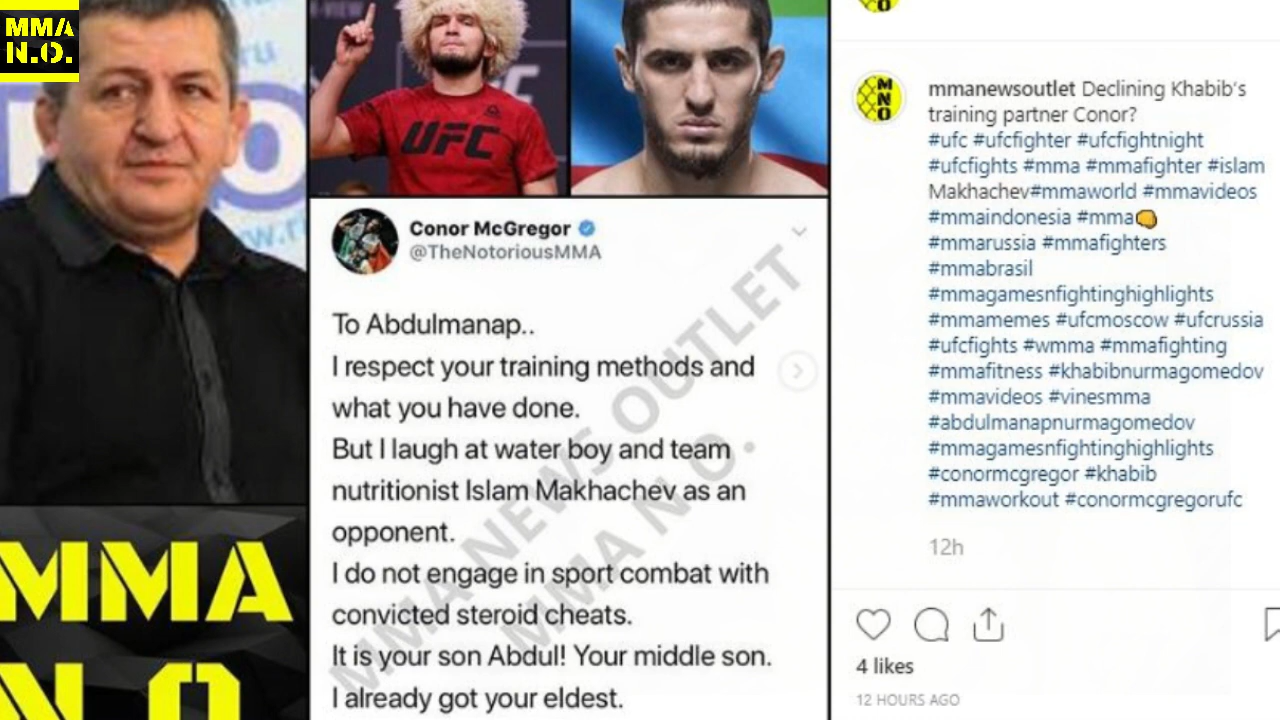 MMA
N.O.
UFC
MMA
N.O
Conor McGregor
@TheNotoriousMMA
To Abdulmanap..
I respect your training methods and
what you have done.
But I laugh at water boy and team
nutritionist Islam Makhachev as an
opponent.
I do not engage in sport combat with
convicted steroid cheats.
It is your son Abdul! Your middle son.
I already got your eldest.
MMA NEWS OUTLET
MMA N.O.
MNO
mmanewsoutlet Declining Khabib's
training partner Conor?
#ufc #ufcfighter #ufcfightnight
#ufcfights #mma #mmafighter #islam
Makhachev#mmaworld #mmavideos
#mmaindonesia #mma👊
#mmarussia #mmafighters
#mmabrasil
#mmagamesnfightinghighlights
#mmamemes #ufcmoscow #ufcrussia
#ufcfights #wmma #mmafighting
#mmafitness #khabibnurmagomedov
#mmavideos #vinesmma
#abdulmanapnurmagomedov
#mmagamesnfightinghighlights
#conormcgregor #khabib
#mmaworkout #conormcgregorufc
12h
4 likes
12 HOURS AGO